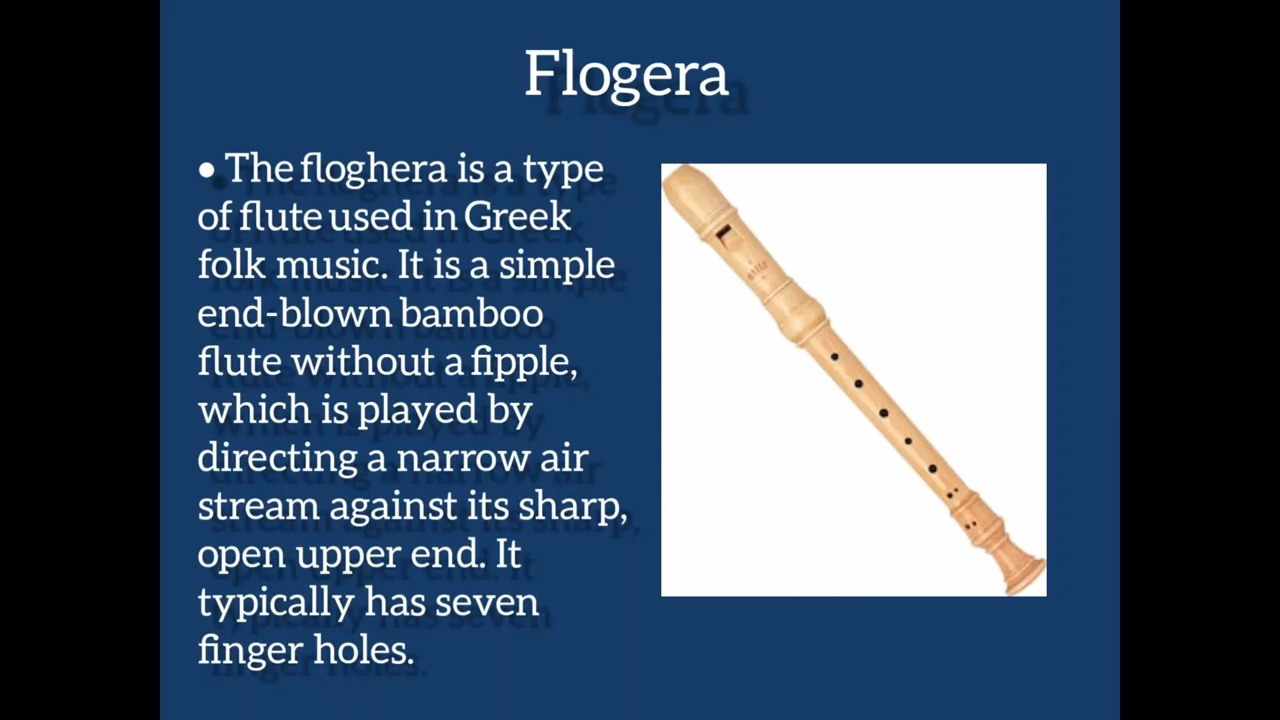 Flogera
• The floghera is a type
of flute used in Greek
folk music. It is a simple
end-blown bamboo
flute without a fipple,
which is played by
directing a narrow air
stream against its sharp,
open upper end. It
typically has seven
finger holes.